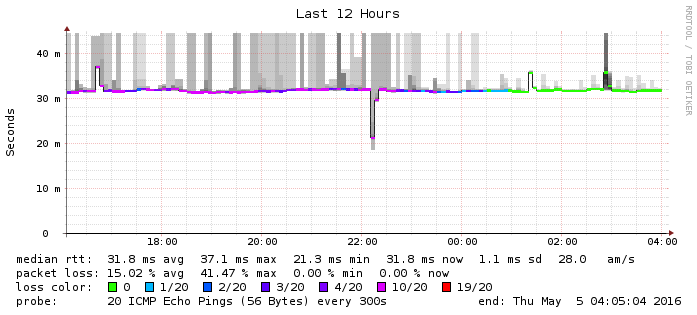 Last 12 Hours
RRDTOOL / TOBI OETIKER
Seconds
40 m
30 m
20 m
10 m
0
18:00 20:00 22:00 00:00 02:00 04:00
median rtt: 31.8 ms avg 37.1 ms max 21.3 ms min 31.8 ms now 1.1 ms sd 28.0 am/s
packet loss: 15.02 % avg 41.47 % max 0.00 % min 0.00 % now
loss color: 0 1/20 2/20 3/20 4/20 10/20 19/20
probe: 20 ICMP Echo Pings (56 Bytes) every 300s end: Thu May 5 04:05:04 2016